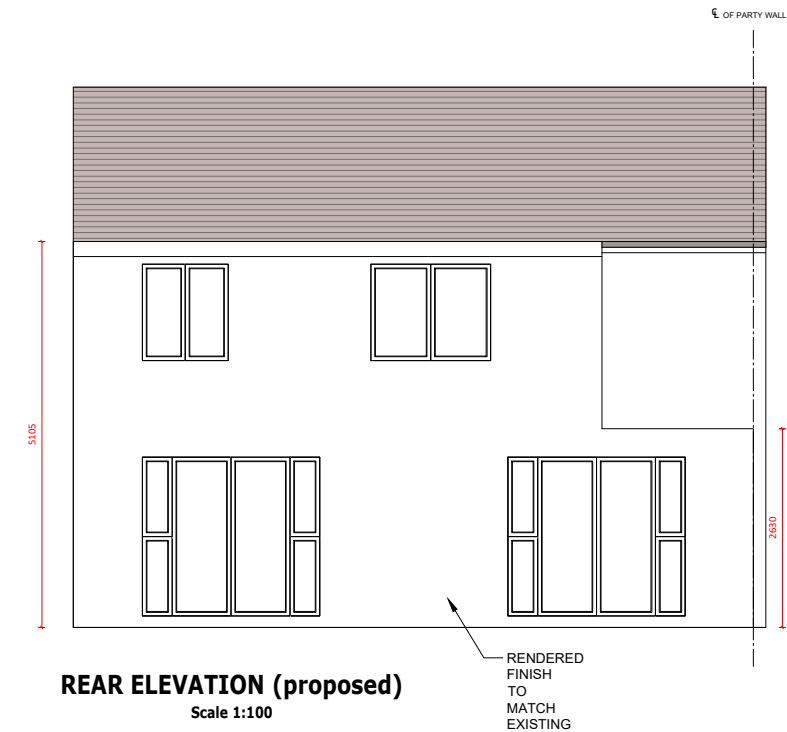 ℄ OF PARTY WALL
5105
2630
RENDERED
FINISH
TO
MATCH
EXISTING
REAR ELEVATION (proposed)
Scale 1:100